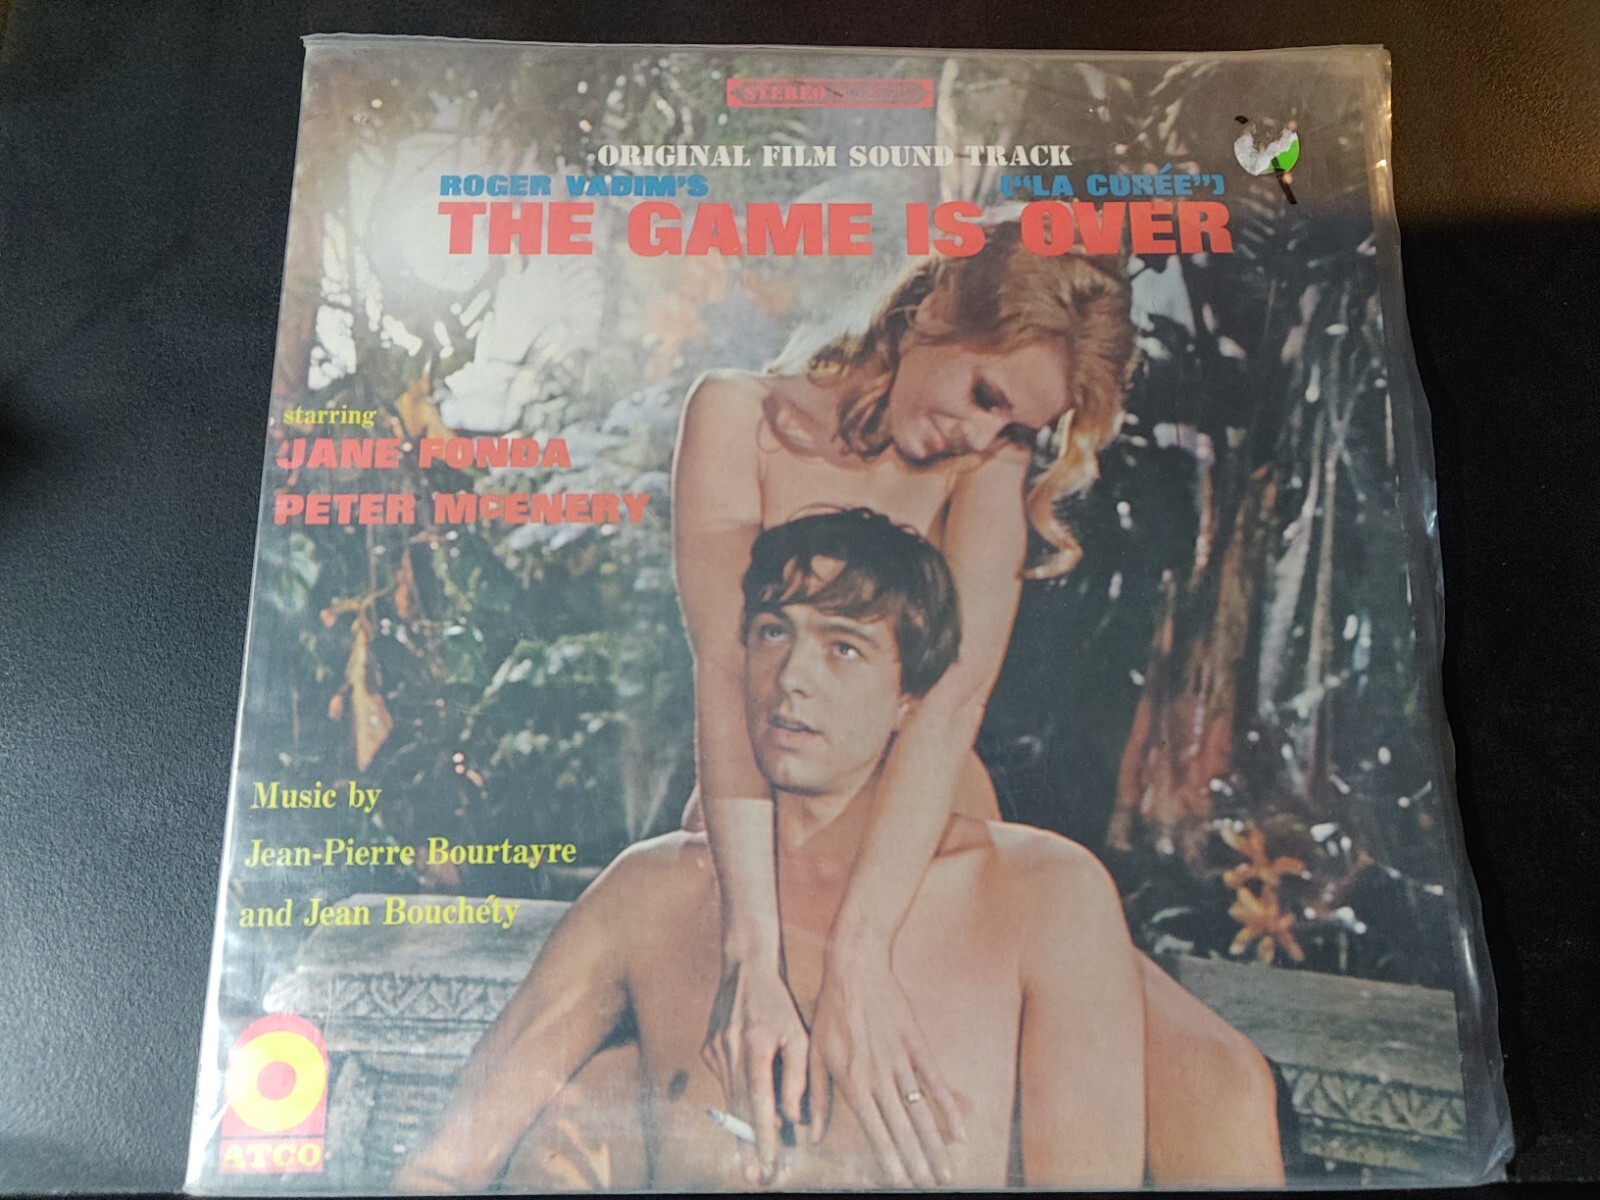 STEREO
ORIGINAL FILM SOUND TRACK
ROGER VADIM'S ("LA CURÉE")
THE GAME IS OVER
starring
JANE FONDA
PETER McENERY
Music by
Jean-Pierre Bourtayre
and Jean Bouchéty
ATCO